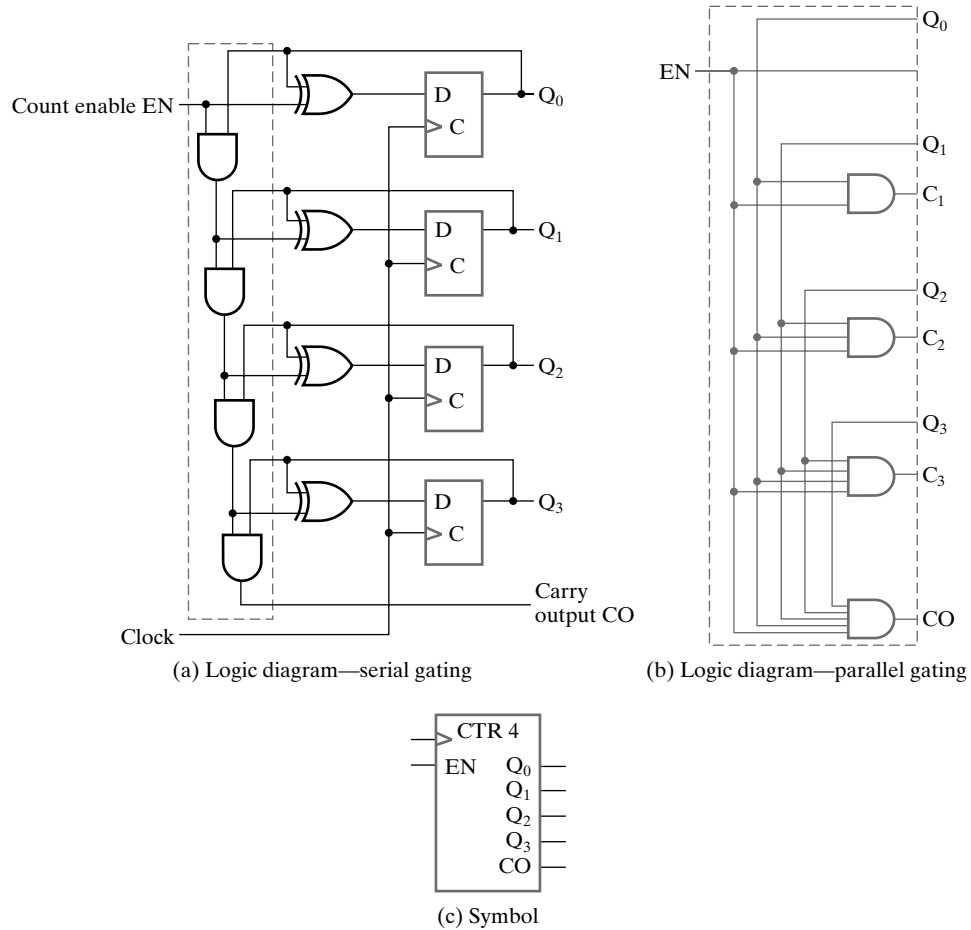 Count enable EN
D
C
Q0
D
C
Q1
D
C
Q2
D
C
Q3
Carry
output CO
Clock
(a) Logic diagram—serial gating
EN
Q0
Q1
C1
Q2
C2
Q3
C3
CO
(b) Logic diagram—parallel gating
CTR 4
EN
Q0
Q1
Q2
Q3
CO
(c) Symbol